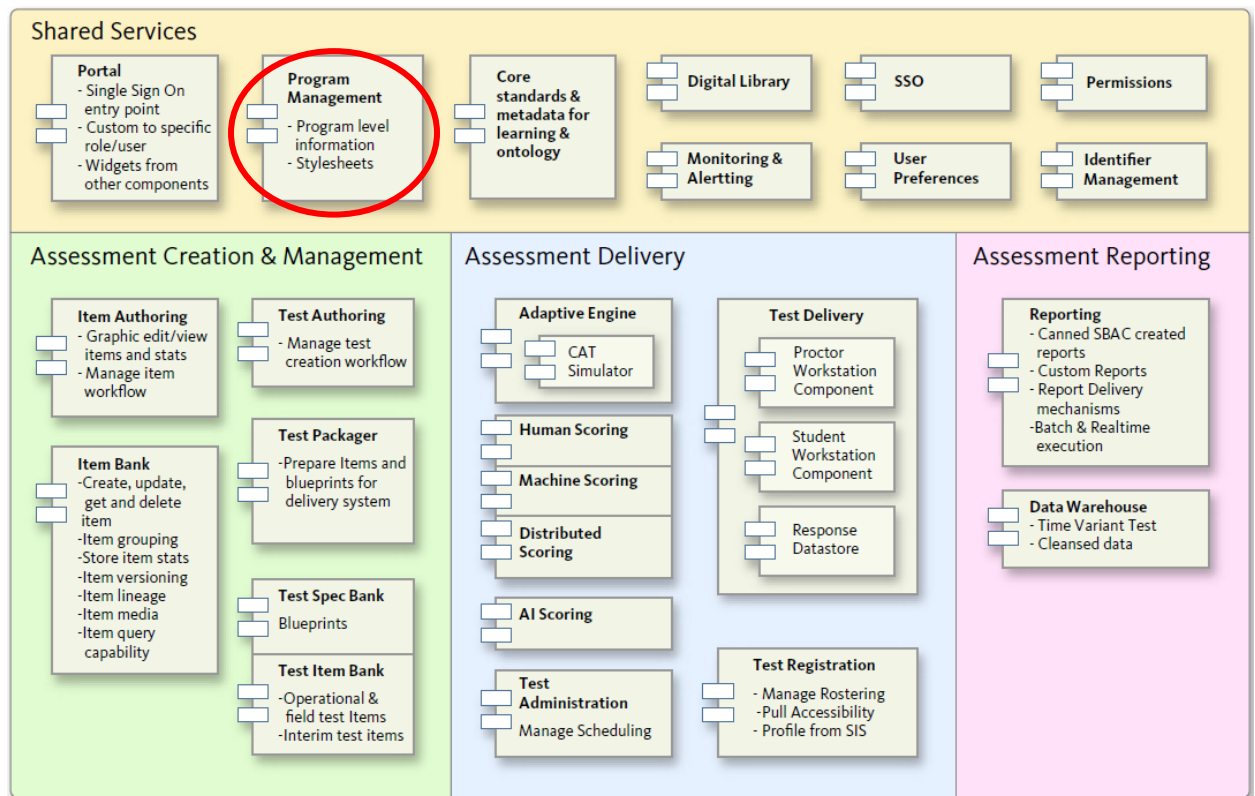 Shared Services
Portal
- Single Sign On
entry point
- Custom to specific
role/user
- Widgets from
other components
Program
Management
- Program level
information
- Stylesheets
Core
standards &
metadata for
learning &
ontology
Digital Library
SSO
Permissions
Monitoring &
Alertting
User
Preferences
Identifier
Management
Assessment Creation & Management
Item Authoring
- Graphic edit/view
items and stats
- Manage item
workflow
Test Authoring
- Manage test
creation workflow
Item Bank
-Create, update,
get and delete
item
-Item grouping
-Store item stats
-Item versioning
-Item lineage
-Item media
-Item query
capability
Test Packager
-Prepare Items and
blueprints for
delivery system
Test Spec Bank
Blueprints
Test Item Bank
-Operational &
field test Items
-Interim test items
Assessment Delivery
Adaptive Engine
CAT
Simulator
Human Scoring
Machine Scoring
Distributed
Scoring
AI Scoring
Test
Administration
Manage Scheduling
Test Delivery
Proctor
Workstation
Component
Student
Workstation
Component
Response
Datastore
Test Registration
- Manage Rostering
-Pull Accessibility
- Profile from SIS
Assessment Reporting
Reporting
- Canned SBAC created
reports
- Custom Reports
- Report Delivery
mechanisms
-Batch & Realtime
execution
Data Warehouse
- Time Variant Test
- Cleansed data